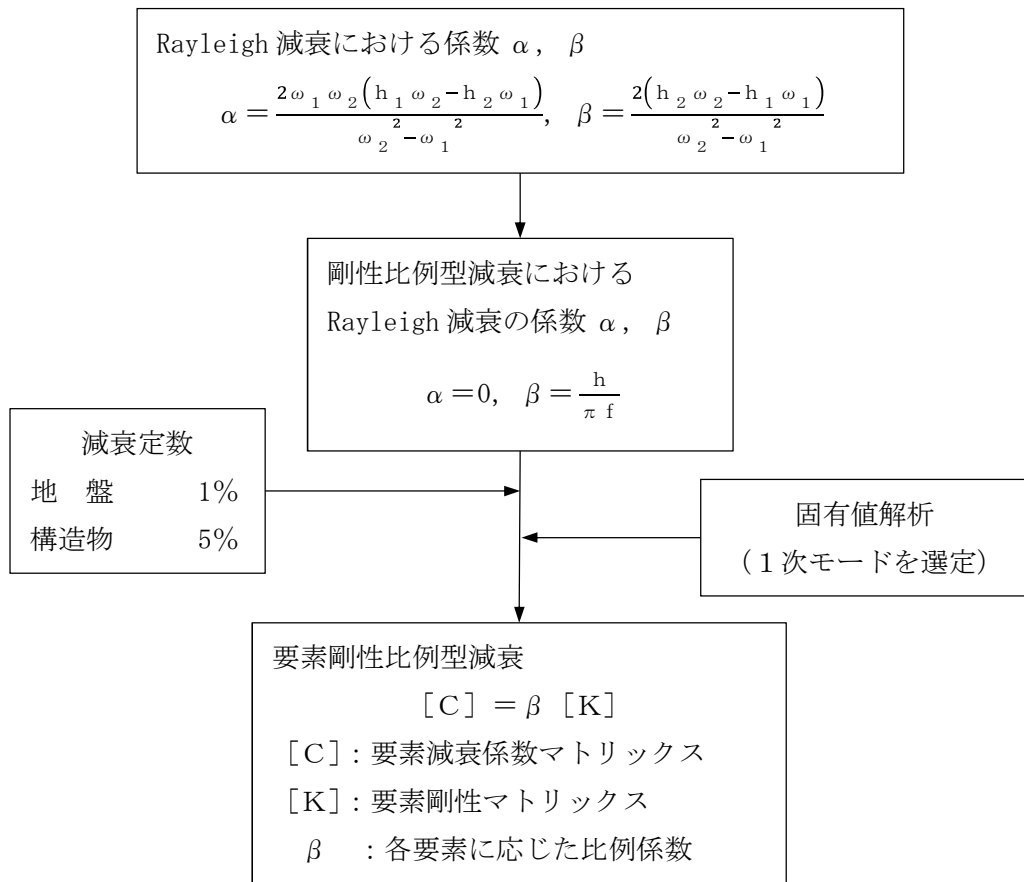 Rayleigh 減衰における係数 α, β
α=2ω₁ω₂(h₁ω₂−h₂ω₁)/(ω₂²−ω₁²), β=2(h₂ω₂−h₁ω₁)/(ω₂²−ω₁²)
剛性比例型減衰における
Rayleigh 減衰の係数 α, β
α=0, β=h/(πf)
減衰定数
地 盤 1%
構造物 5%
固有値解析
(1次モードを選定)
要素剛性比例型減衰
[C]=β[K]
[C]:要素減衰係数マトリックス
[K]:要素剛性マトリックス
β :各要素に応じた比例係数